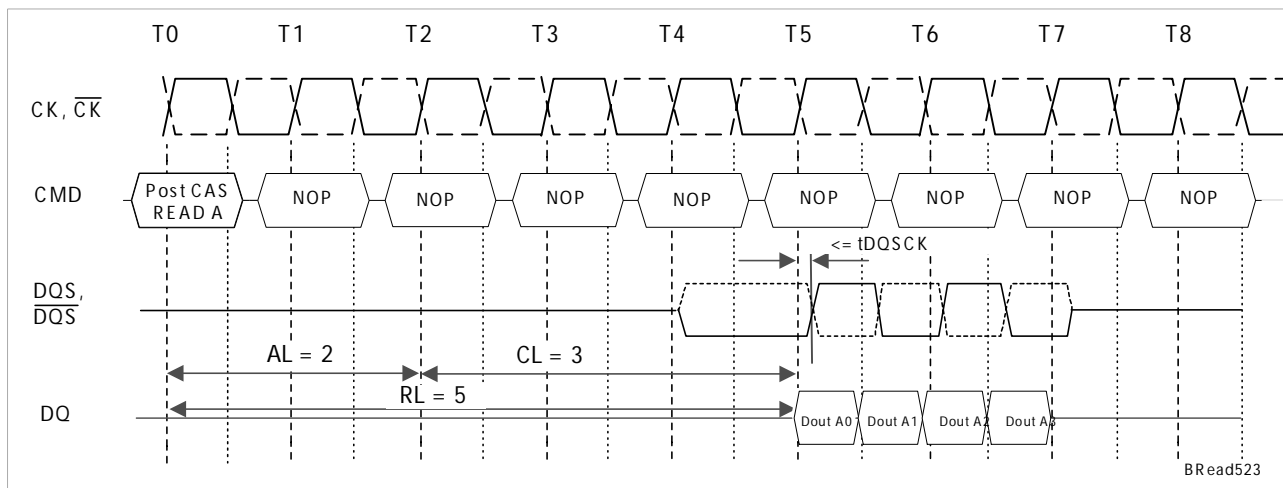 T0 T1 T2 T3 T4 T5 T6 T7 T8
CK, CK
CMD
Post CAS
READ A
NOP NOP NOP NOP NOP NOP NOP NOP
<= tDQSCK
DQS,
DQS
AL = 2
CL = 3
RL = 5
DQ
Dout A0 Dout A1 Dout A2 Dout A3
BRead523